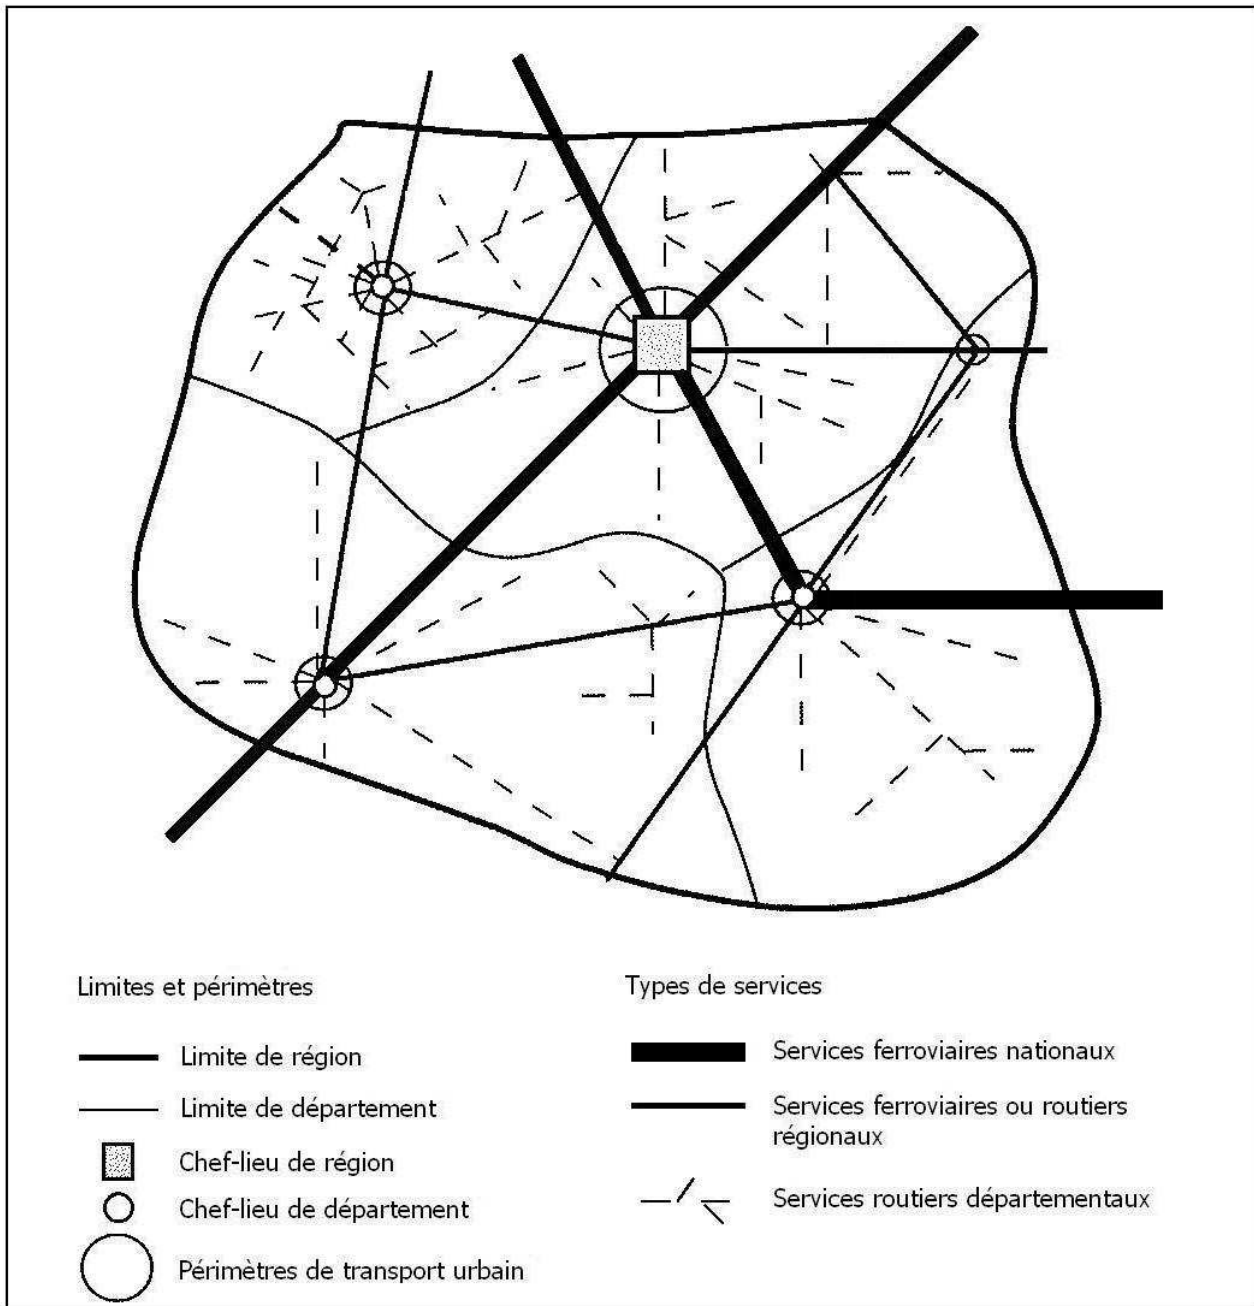 Limites et périmètres
Limite de région
Limite de département
Chef-lieu de région
Chef-lieu de département
Périmètres de transport urbain
Types de services
Services ferroviaires nationaux
Services ferroviaires ou routiers
régionaux
Services routiers départementaux